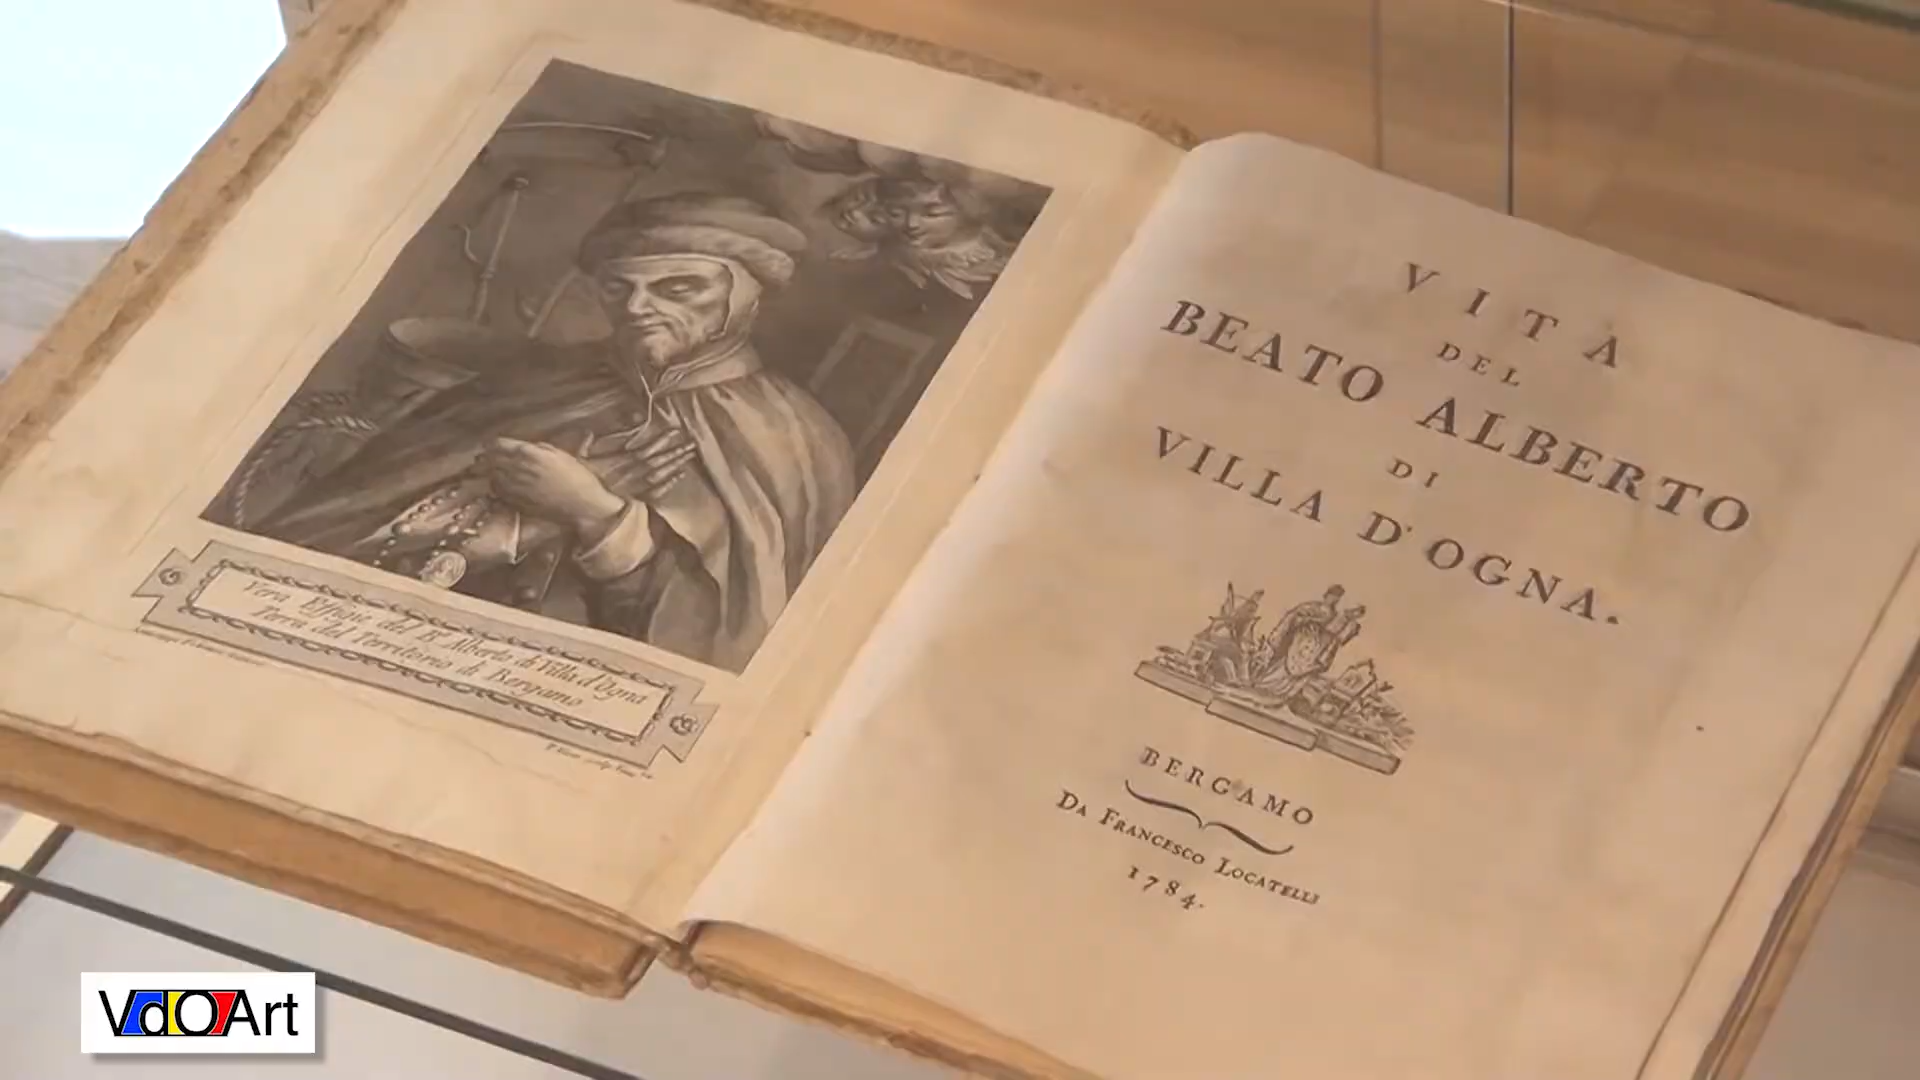 Vera Effigie del Bº. Alberto di Villa d'Ogna
Terra del Territorio di Bergamo
VITA
DEL
BEATO ALBERTO
DI
VILLA D'OGNA.
BERGAMO
DA FRANCESCO LOCATELLI
1784.
VdOArt